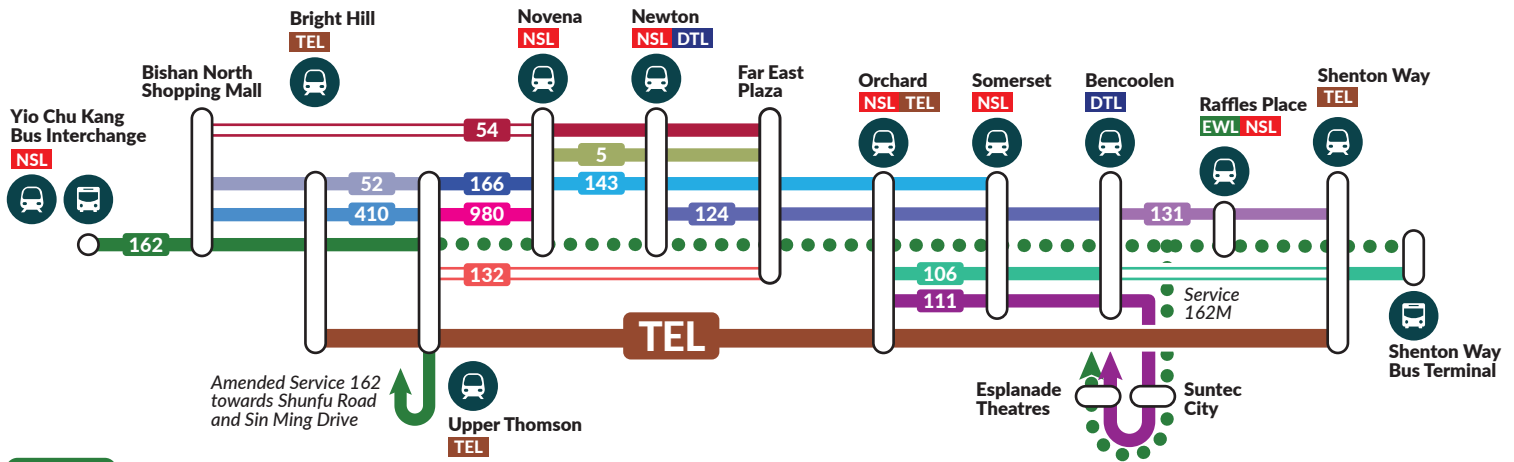 Bright Hill
TEL
Novena
NSL
Newton
NSL DTL
Bishan North
Shopping Mall
Far East
Plaza
Orchard
NSL TEL
Somerset
NSL
Bencoolen
DTL
Raffles Place
EWL NSL
Shenton Way
TEL
Yio Chu Kang
Bus Interchange
NSL
54
5
52
166
143
410
980
124
131
162
132
106
111
Service
162M
TEL
Amended Service 162
towards Shunfu Road
and Sin Ming Drive
Upper Thomson
TEL
Esplanade
Theatres
Suntec
City
Shenton Way
Bus Terminal